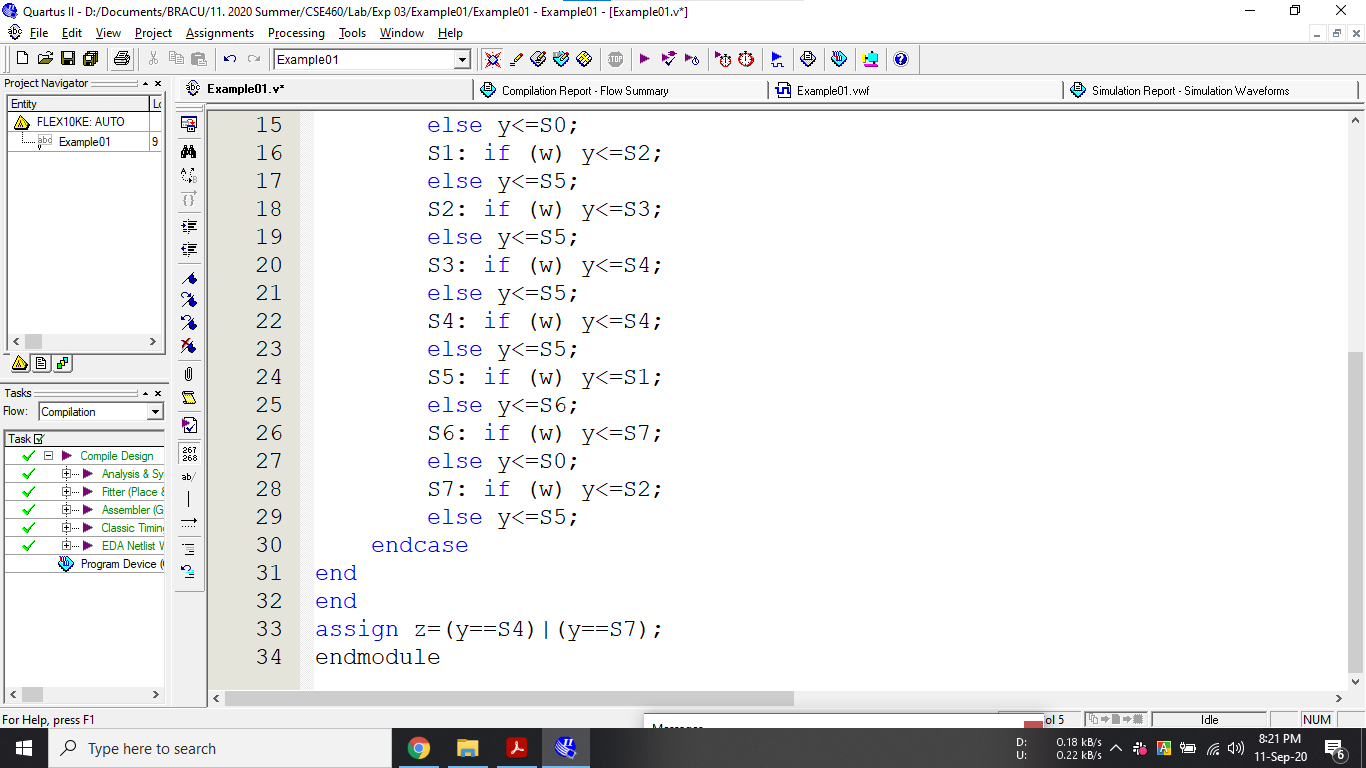 Quartus II - D:/Documents/BRACU/11. 2020 Summer/CSE460/Lab/Exp 03/Example01/Example01 - Example01 - [Example01.v*]
File Edit View Project Assignments Processing Tools Window Help
Example01
Project Navigator
Entity
FLEX10KE: AUTO
Example01 9
Example01.v*
Compilation Report - Flow Summary
Example01.vwf
Simulation Report - Simulation Waveforms
15 else y<=S0;
16 S1: if (w) y<=S2;
17 else y<=S5;
18 S2: if (w) y<=S3;
19 else y<=S5;
20 S3: if (w) y<=S4;
21 else y<=S5;
22 S4: if (w) y<=S4;
23 else y<=S5;
24 S5: if (w) y<=S1;
25 else y<=S6;
26 S6: if (w) y<=S7;
27 else y<=S0;
28 S7: if (w) y<=S2;
29 else y<=S5;
30 endcase
31 end
32 end
33 assign z=(y==S4)|(y==S7);
34 endmodule
267
268
ab/
Tasks
Flow: Compilation
Task
Compile Design
Analysis & Sy
Fitter (Place &
Assembler (G
Classic Timin
EDA Netlist W
Program Device (
For Help, press F1
ol 5
Idle
NUM
Type here to search
D: 0.18 kB/s
U: 0.22 kB/s
8:21 PM
11-Sep-20
6